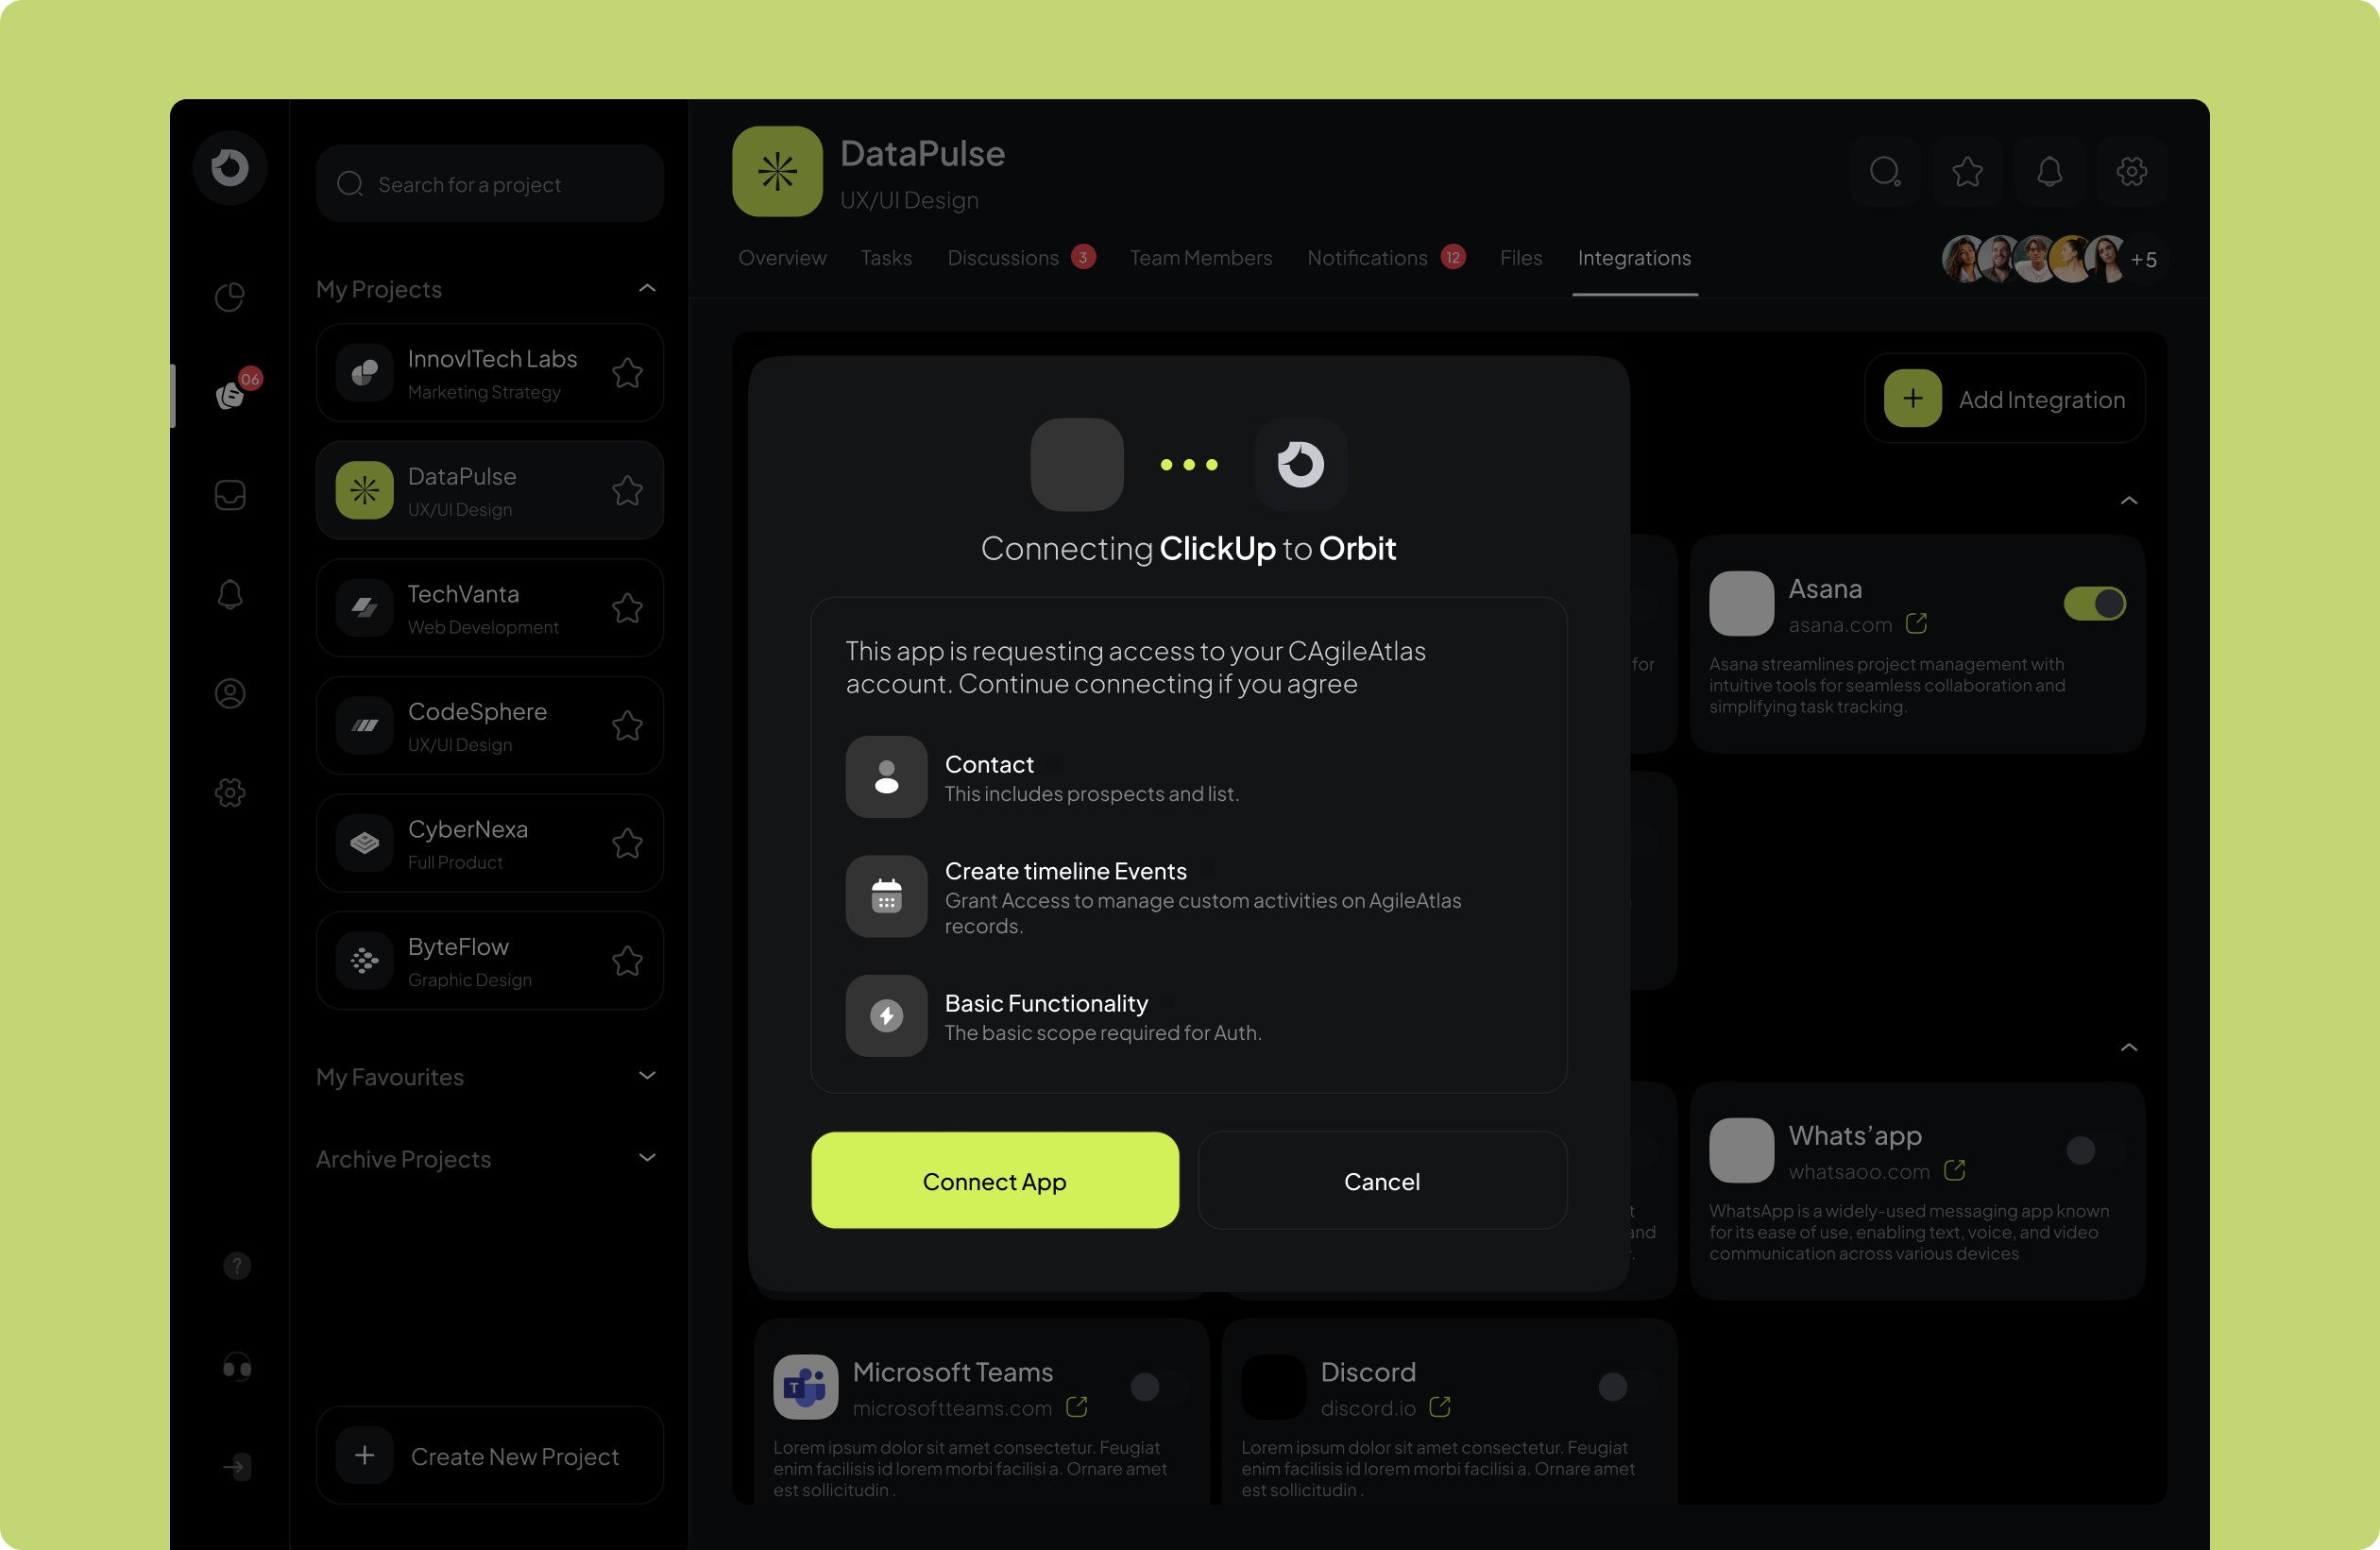 Search for a project
My Projects
InnovITech Labs
Marketing Strategy
06
DataPulse
UX/UI Design
TechVanta
Web Development
CodeSphere
UX/UI Design
CyberNexa
Full Product
ByteFlow
Graphic Design
My Favourites
Archive Projects
?
Create New Project
DataPulse
UX/UI Design
Overview Tasks Discussions 3 Team Members Notifications 12 Files Integrations
+5
Add Integration
Connecting ClickUp to Orbit
This app is requesting access to your CAgileAtlas
account. Continue connecting if you agree
Contact
This includes prospects and list.
Create timeline Events
Grant Access to manage custom activities on AgileAtlas
records.
Basic Functionality
The basic scope required for Auth.
Connect App
Cancel
for
Asana
asana.com
Asana streamlines project management with
intuitive tools for seamless collaboration and
simplifying task tracking.
and
Whats’app
whatsaoo.com
WhatsApp is a widely-used messaging app known
for its ease of use, enabling text, voice, and video
communication across various devices
T
Microsoft Teams
microsoftteams.com
Lorem ipsum dolor sit amet consectetur. Feugiat
enim facilisis id lorem morbi facilisi a. Ornare amet
est sollicitudin .
Discord
discord.io
Lorem ipsum dolor sit amet consectetur. Feugiat
enim facilisis id lorem morbi facilisi a. Ornare amet
est sollicitudin .